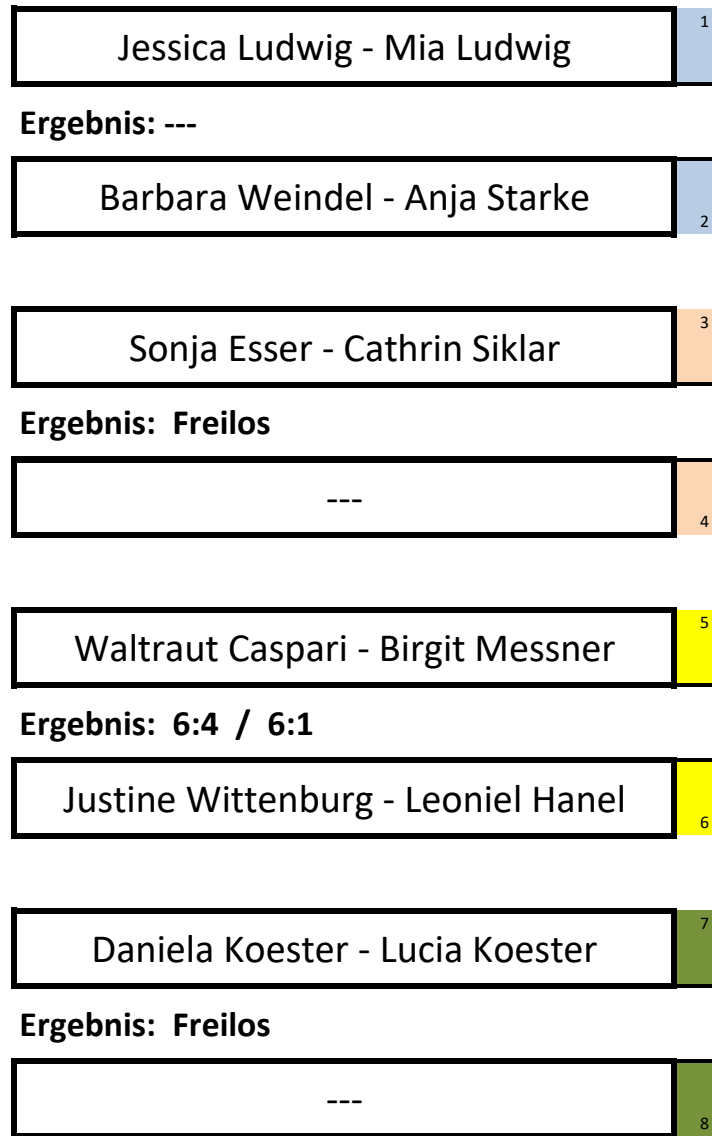 Jessica Ludwig - Mia Ludwig 1
Ergebnis: ---
Barbara Weindel - Anja Starke 2
Sonja Esser - Cathrin Siklar 3
Ergebnis: Freilos
--- 4
Waltraut Caspari - Birgit Messner 5
Ergebnis: 6:4 / 6:1
Justine Wittenburg - Leoniel Hanel 6
Daniela Koester - Lucia Koester 7
Ergebnis: Freilos
--- 8